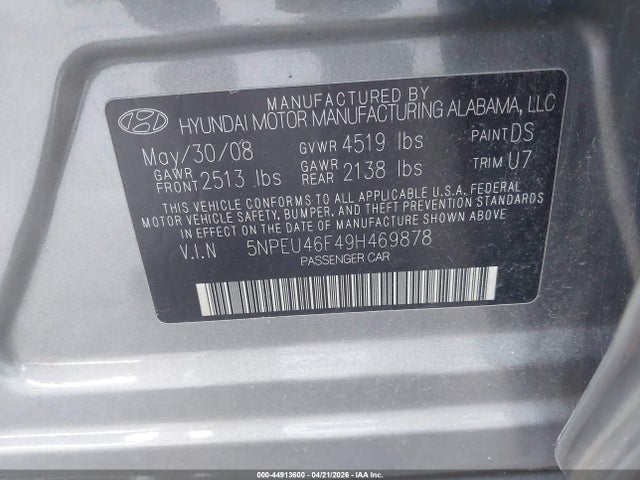 MANUFACTURED BY
HYUNDAI MOTOR MANUFACTURING ALABAMA, LLC
May/30/08 GVWR 4519 lbs PAINT DS
GAWR FRONT 2513 lbs GAWR REAR 2138 lbs TRIM U7
THIS VEHICLE CONFORMS TO ALL APPLICABLE U.S.A. FEDERAL
MOTOR VEHICLE SAFETY, BUMPER, AND THEFT PREVENTION STANDARDS
IN EFFECT ON THE DATE OF MANUFACTURE SHOWN ABOVE.
V.I.N 5NPEU46F49H469878
PASSENGER CAR
000-44913600 - 04/21/2026 - IAAI.COM